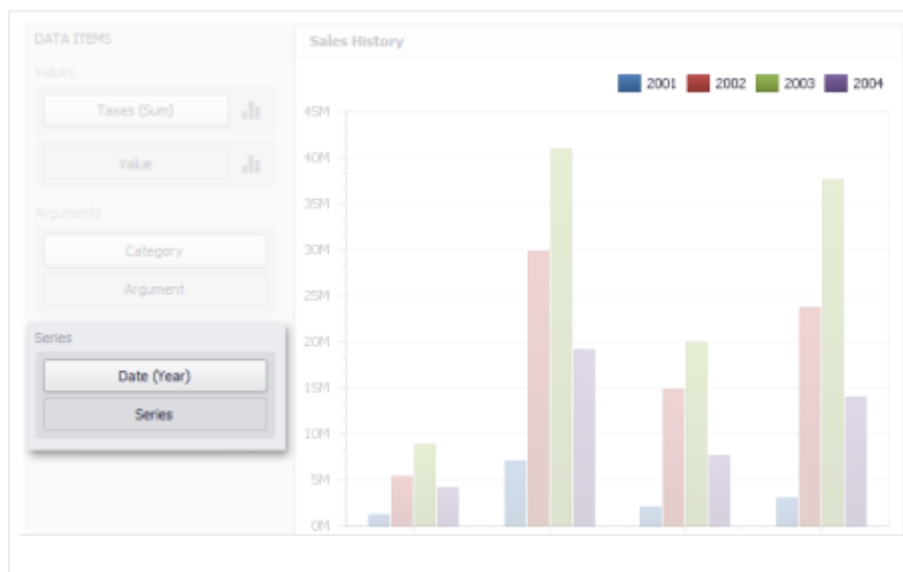 DATA ITEMS
Values
Taxes (Sum)
Value
Arguments
Category
Argument
Series
Date (Year)
Series
Sales History
2001 2002 2003 2004
45M
40M
35M
30M
25M
20M
15M
10M
5M
0M